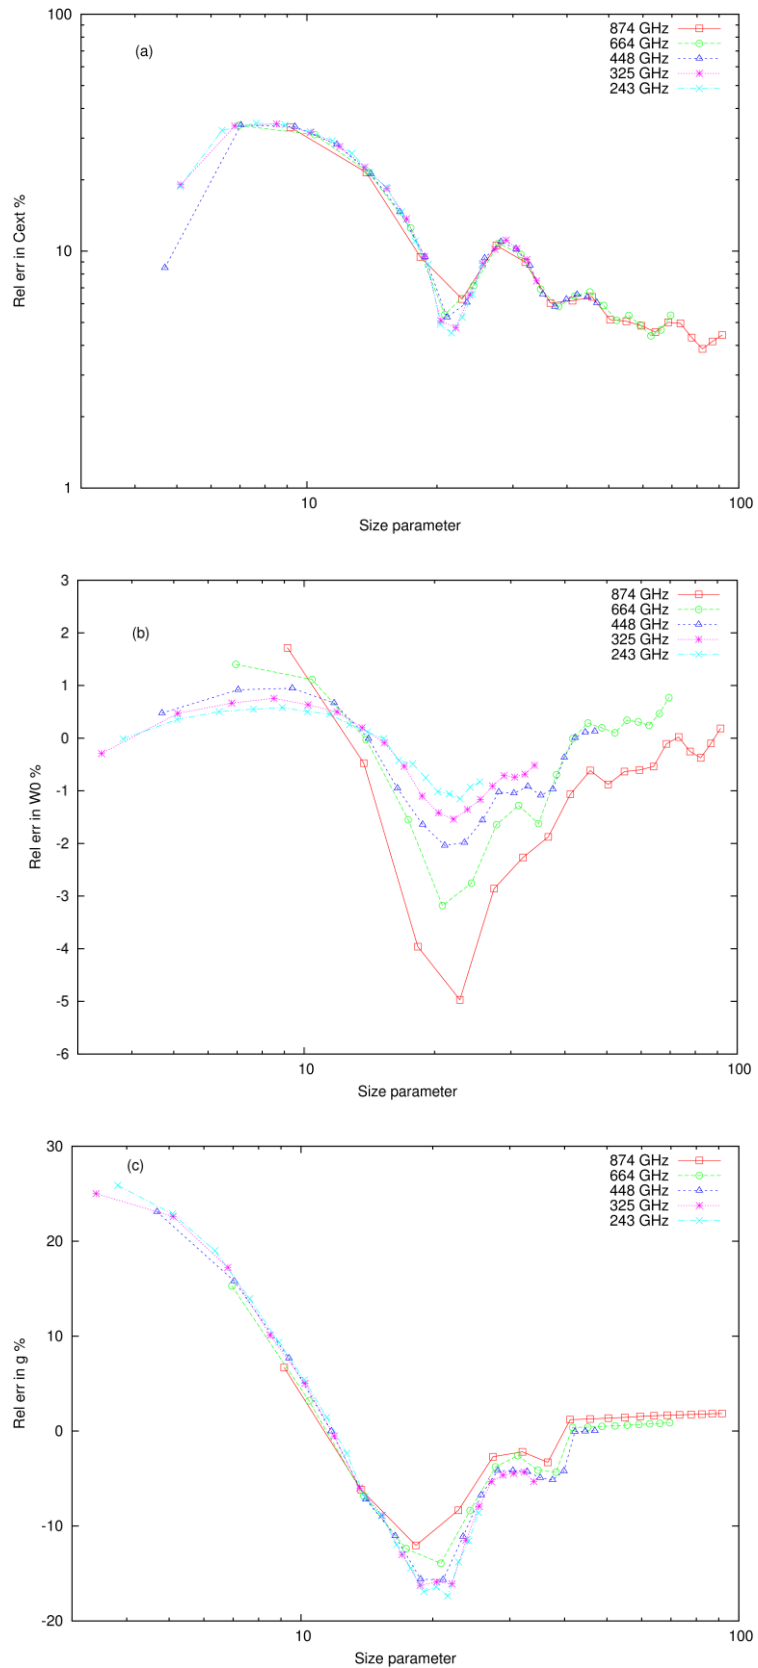 100
(a)
874 GHz
664 GHz
448 GHz
325 GHz
243 GHz
Rel err in Cext %
10
1
10
100
Size parameter
3
(b)
874 GHz
664 GHz
448 GHz
325 GHz
243 GHz
2
1
0
-1
Rel err in W0 %
-2
-3
-4
-5
-6
10
100
Size parameter
30
(c)
874 GHz
664 GHz
448 GHz
325 GHz
243 GHz
20
10
Rel err in g %
0
-10
-20
10
100
Size parameter